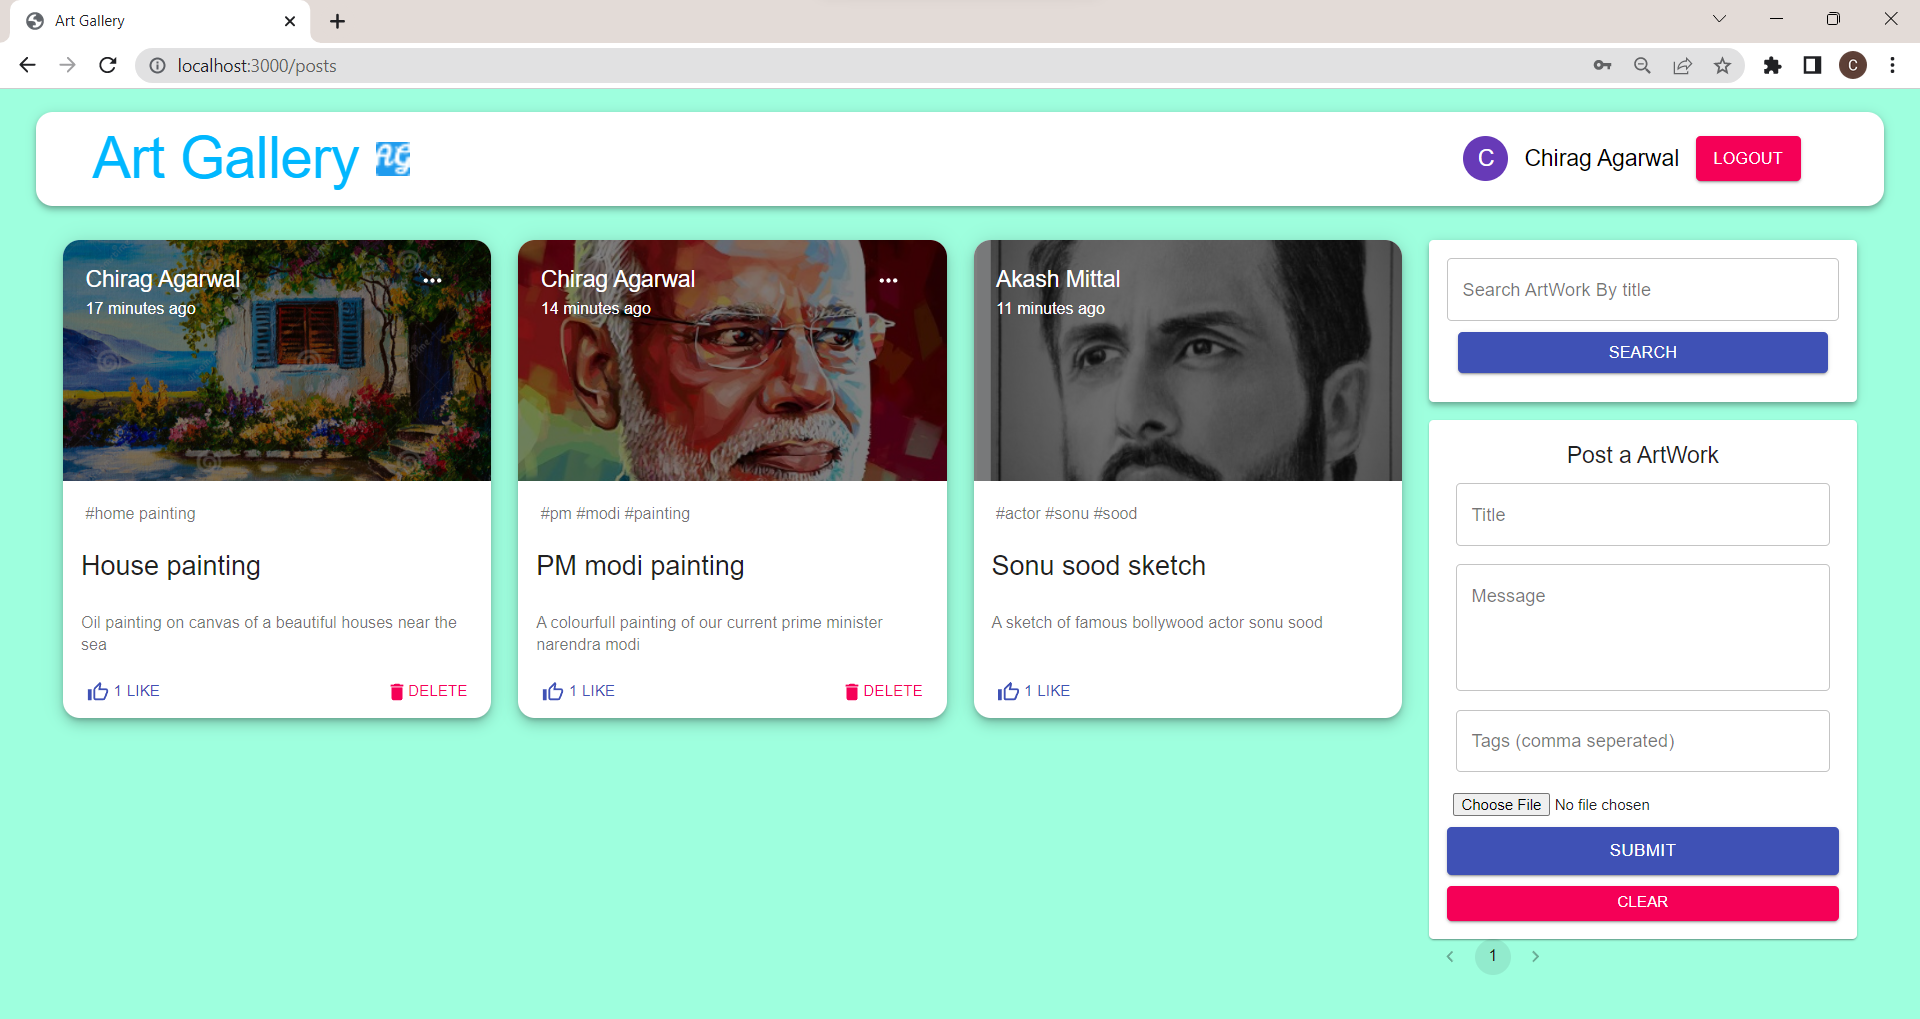 Art Gallery
localhost:3000/posts
C
Art Gallery AG
C Chirag Agarwal LOGOUT
Chirag Agarwal
17 minutes ago
#home painting
House painting
Oil painting on canvas of a beautiful houses near the
sea
1 LIKE DELETE
Chirag Agarwal
14 minutes ago
#pm #modi #painting
PM modi painting
A colourfull painting of our current prime minister
narendra modi
1 LIKE DELETE
Akash Mittal
11 minutes ago
#actor #sonu #sood
Sonu sood sketch
A sketch of famous bollywood actor sonu sood
1 LIKE
Search ArtWork By title
SEARCH
Post a ArtWork
Title
Message
Tags (comma seperated)
Choose File No file chosen
SUBMIT
CLEAR
1